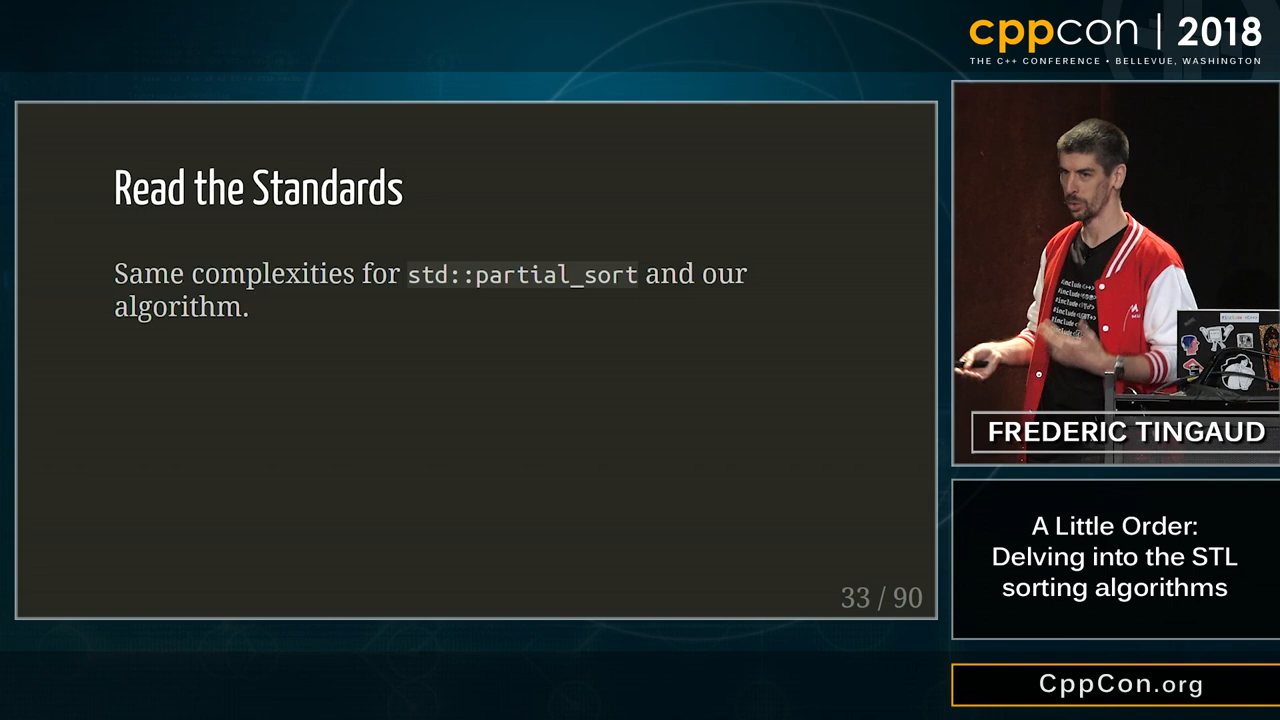 cppcon | 2018
THE C++ CONFERENCE • BELLEVUE, WASHINGTON
Read the Standards
Same complexities for std::partial_sort and our
algorithm.
33 / 90
#include <C++>
FREDERIC TINGAUD
A Little Order:
Delving into the STL
sorting algorithms
CppCon.org